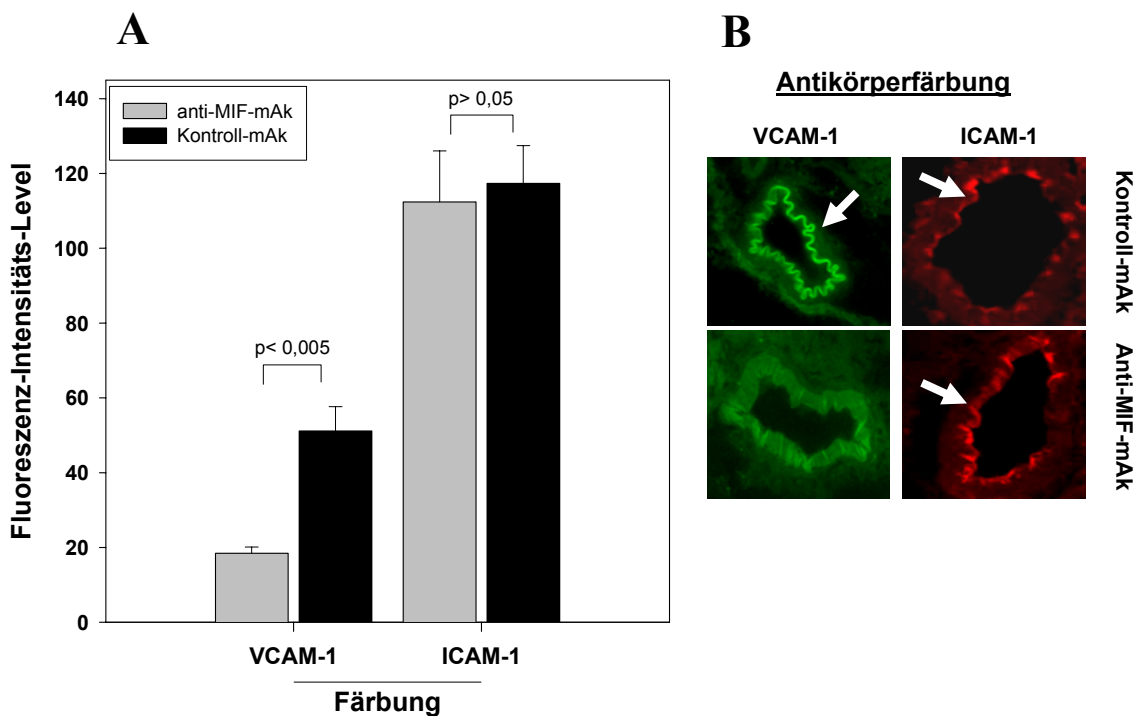 A
Fluoreszenz-Intensitäts-Level
140
120
100
80
60
40
20
0
anti-MIF-mAk
Kontroll-mAk
p< 0,005
p> 0,05
VCAM-1
ICAM-1
Färbung
B
Antikörperfärbung
VCAM-1
ICAM-1
Kontroll-mAk
Anti-MIF-mAk